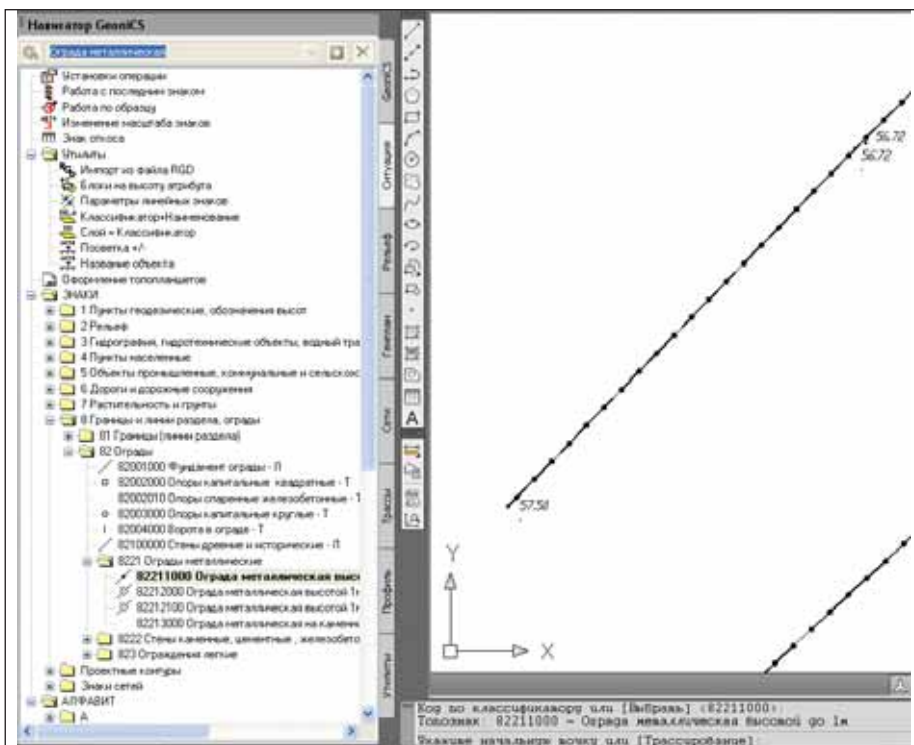 Навигатор GeoniCS
Ограда металлическая
Установки операции
Работа с последним знаком
Работа по образцу
Изменение масштаба знаков
Знак откоса
Утилиты
Импорт из файла RGD
Блоки на высоту атрибута
Параметры линейных знаков
Классификатор+Наименование
Слой = Классификатор
Посветка +/-
Название объекта
Оформление топопланшетов
ЗНАКИ
1 Пункты геодезические, обозначения высот
2 Рельеф
3 Гидрография, гидротехнические объекты, водный тра
4 Пункты населенные
5 Объекты промышленные, коммунальные и сельскохо
6 Дороги и дорожные сооружения
7 Растительность и грунты
8 Границы и линии раздела, ограды
81 Границы (линии раздела)
82 Ограды
82001000 Фундамент ограды - Л
82002000 Опоры капитальные квадратные - Т
82002010 Опоры спаренные железобетонные - Т
82003000 Опоры капитальные круглые - Т
82004000 Ворота в ограде - Т
82100000 Стены древние и исторические - Л
8221 Ограды металлические
82211000 Ограда металлическая высо
82212000 Ограда металлическая высотой 1м
82212100 Ограда металлическая высотой 1м
82213000 Ограда металлическая на каменн
8222 Стены каменные, цементные, железобето
823 Ограждения легкие
Проектные контуры
Знаки сетей
АЛФАВИТ
А
GeoniCS
Ситуация
Рельеф
Генплан
Сети
Трассы
Профиль
Утилиты
A
56.72
56.72
57.58
Y
X
Код по классификатору или [Выбрать] <82211000>:
Топознак: 82211000 - Ограда металлическая высотой до 1м
Укажите начальную точку или [Трассирование]: